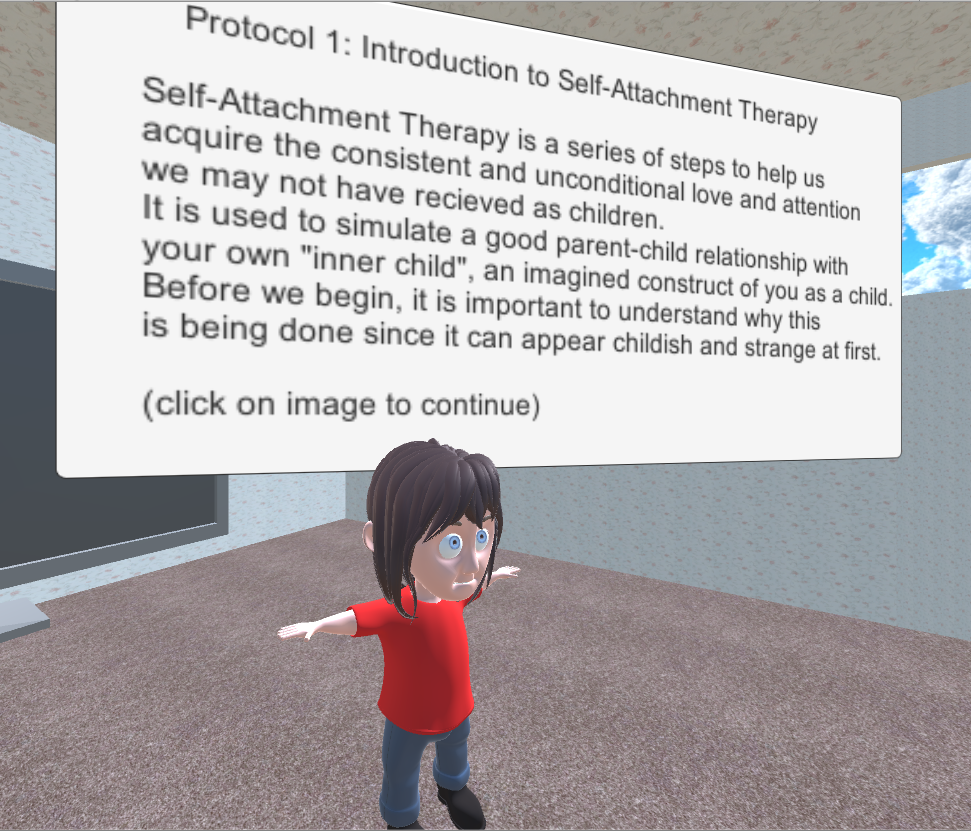 Protocol 1: Introduction to Self-Attachment Therapy
Self-Attachment Therapy is a series of steps to help us
acquire the consistent and unconditional love and attention
we may not have recieved as children.
It is used to simulate a good parent-child relationship with
your own "inner child", an imagined construct of you as a child.
Before we begin, it is important to understand why this
is being done since it can appear childish and strange at first.
(click on image to continue)